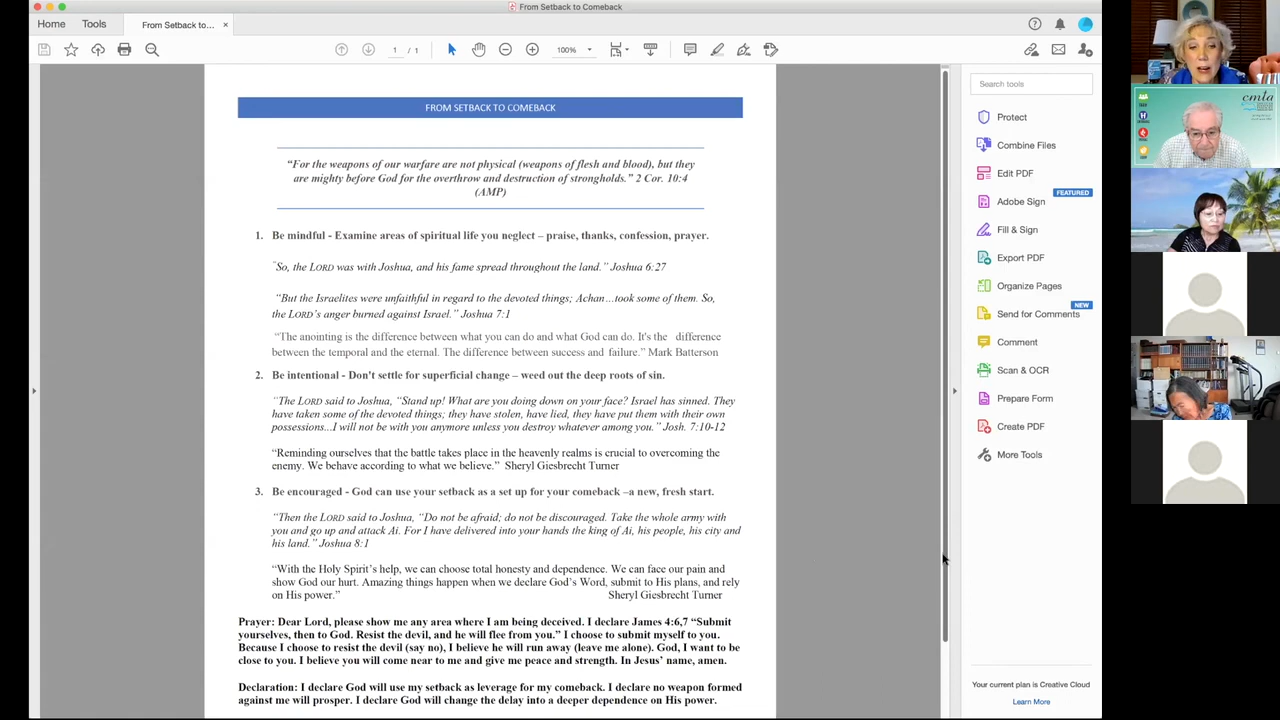 From Setback to Comeback
Home
Tools
From Setback to... ×
1 / 1
100%
FROM SETBACK TO COMEBACK
“For the weapons of our warfare are not physical (weapons of flesh and blood), but they
are mighty before God for the overthrow and destruction of strongholds.” 2 Cor. 10:4
(AMP)
1. Be mindful - Examine areas of spiritual life you neglect – praise, thanks, confession, prayer.
“So, the LORD was with Joshua, and his fame spread throughout the land.” Joshua 6:27
“But the Israelites were unfaithful in regard to the devoted things; Achan…took some of them. So,
the LORD’s anger burned against Israel.” Joshua 7:1
“The anointing is the difference between what you can do and what God can do. It's the difference
between the temporal and the eternal. The difference between success and failure.” Mark Batterson
2. Be intentional - Don't settle for superficial change - weed out the deep roots of sin.
“The LORD said to Joshua, “Stand up! What are you doing down on your face? Israel has sinned. They
have taken some of the devoted things; they have stolen, have lied, they have put them with their own
possessions...I will not be with you anymore unless you destroy whatever among you.” Josh. 7:10-12
“Reminding ourselves that the battle takes place in the heavenly realms is crucial to overcoming the
enemy. We behave according to what we believe.” Sheryl Giesbrecht Turner
3. Be encouraged - God can use your setback as a set up for your comeback –a new, fresh start.
“Then the LORD said to Joshua, “Do not be afraid; do not be discouraged. Take the whole army with
you and go up and attack Ai. For I have delivered into your hands the king of Ai, his people, his city and
his land.” Joshua 8:1
“With the Holy Spirit’s help, we can choose total honesty and dependence. We can face our pain and
show God our hurt. Amazing things happen when we declare God’s Word, submit to His plans, and rely
on His power.” Sheryl Giesbrecht Turner
Prayer: Dear Lord, please show me any area where I am being deceived. I declare James 4:6,7 “Submit
yourselves, then to God. Resist the devil, and he will flee from you.” I choose to submit myself to you.
Because I choose to resist the devil (say no), I believe he will run away (leave me alone). God, I want to be
close to you. I believe you will come near to me and give me peace and strength. In Jesus’ name, amen.
Declaration: I declare God will use my setback as leverage for my comeback. I declare no weapon formed
against me will prosper. I declare God will change the delay into a deeper dependence on His power.
Search tools
Protect
Combine Files
Edit PDF
FEATURED
Adobe Sign
Fill & Sign
Export PDF
Organize Pages
NEW
Send for Comments
Comment
Scan & OCR
Prepare Form
Create PDF
More Tools
Your current plan is Creative Cloud
Learn More
cmta